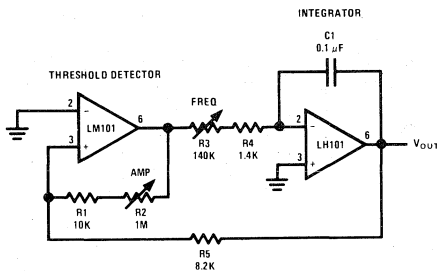 INTEGRATOR
C1
0.1 μF
THRESHOLD DETECTOR
FREQ
2
6
LM101
3
+
R3
140K
R4
1.4K
2
6
LH101
3
+
VOUT
AMP
R1
10K
R2
1M
R5
8.2K